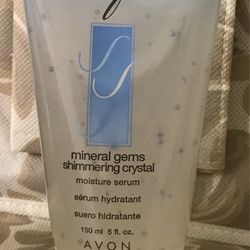 mineral gems
shimmering crystal
moisture serum
sérum hydratant
suero hidratante
150 ml 5 fl. oz.
AVON